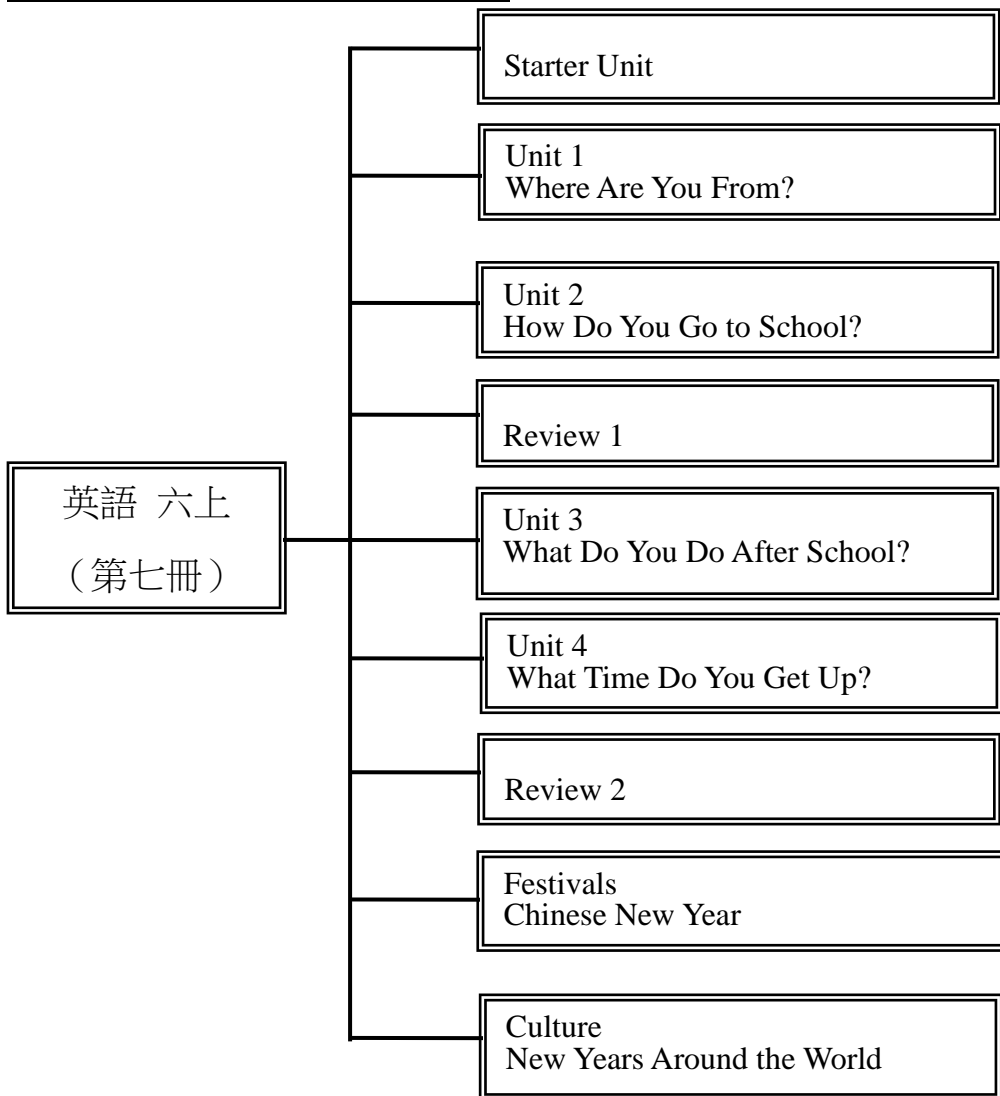 英語 六上
（第七冊）
Starter Unit
Unit 1
Where Are You From?
Unit 2
How Do You Go to School?
Review 1
Unit 3
What Do You Do After School?
Unit 4
What Time Do You Get Up?
Review 2
Festivals
Chinese New Year
Culture
New Years Around the World